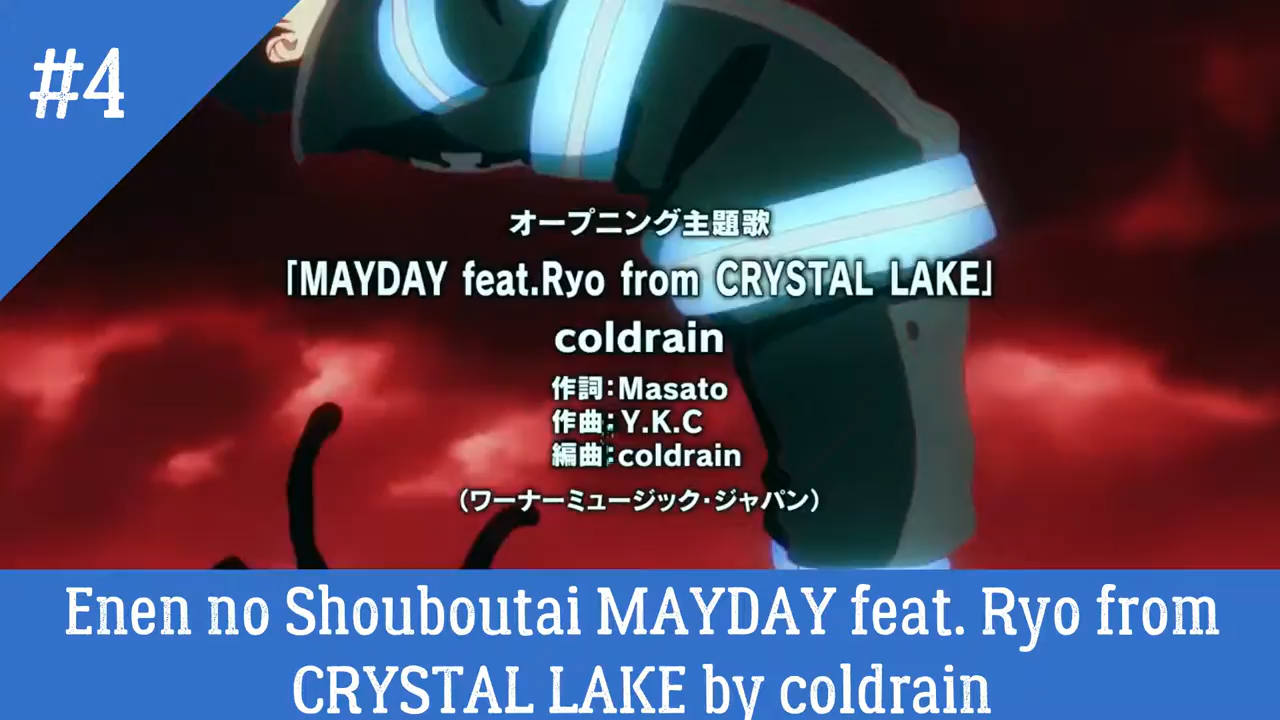 #4
オープニング主題歌
「MAYDAY feat.Ryo from CRYSTAL LAKE」
coldrain
作詞:Masato
作曲:Y.K.C
編曲:coldrain
(ワーナーミュージック・ジャパン)
Enen no Shouboutai MAYDAY feat. Ryo from
CRYSTAL LAKE by coldrain